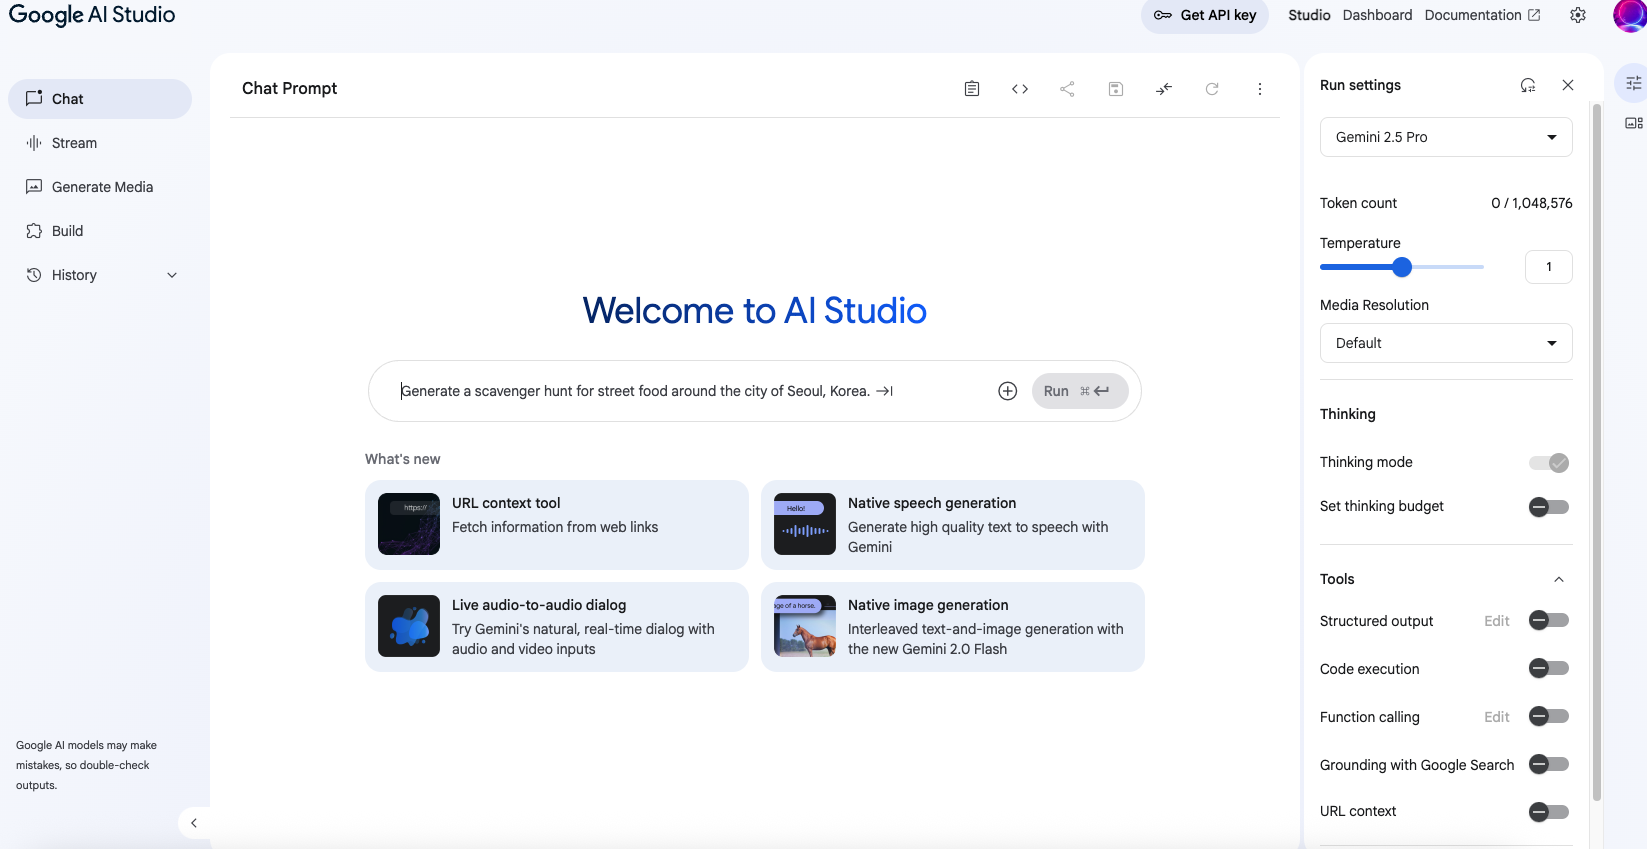 Google AI Studio
Get API key
Studio
Dashboard
Documentation
Chat
Stream
Generate Media
Build
History
Google AI models may make
mistakes, so double-check
outputs.
Chat Prompt
Welcome to AI Studio
Generate a scavenger hunt for street food around the city of Seoul, Korea.
Run ⌘
What's new
URL context tool
Fetch information from web links
https://
Native speech generation
Generate high quality text to speech with
Gemini
Hello!
Live audio-to-audio dialog
Try Gemini's natural, real-time dialog with
audio and video inputs
Native image generation
Interleaved text-and-image generation with
the new Gemini 2.0 Flash
of a horse.
Run settings
Gemini 2.5 Pro
Token count 0 / 1,048,576
Temperature
1
Media Resolution
Default
Thinking
Thinking mode
Set thinking budget
Tools
Structured output Edit
Code execution
Function calling Edit
Grounding with Google Search
URL context